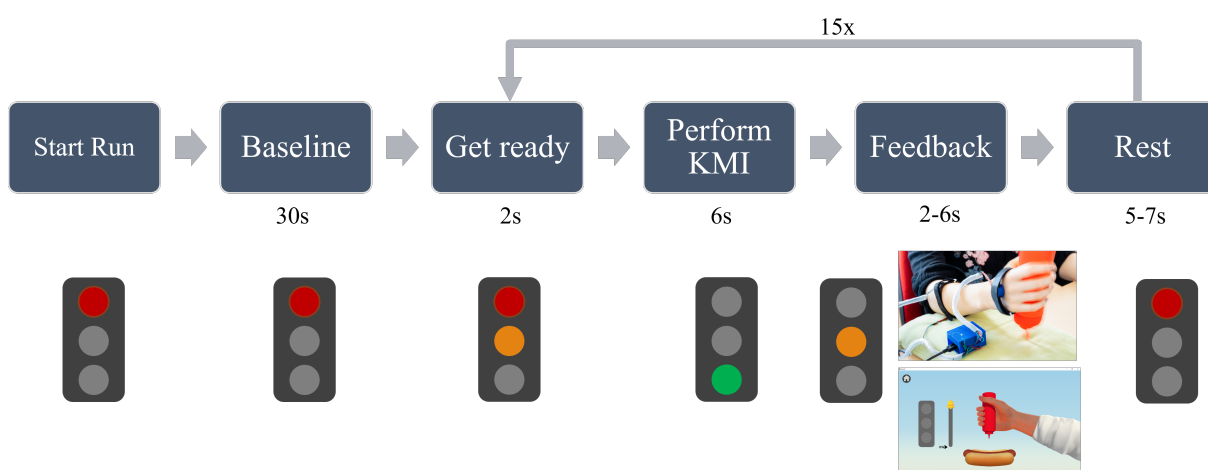 15x
Start Run
Baseline
Get ready
Perform
KMI
Feedback
Rest
30s
2s
6s
2-6s
5-7s